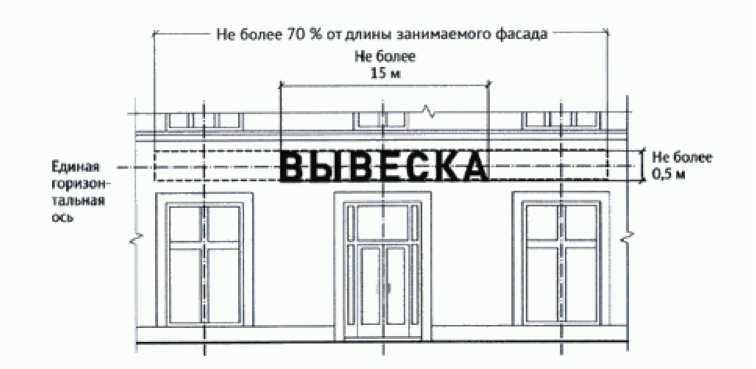 Не более 70 % от длины занимаемого фасада
Не более
15 м
ВЫВЕСКА
Единая
горизон-
тальная
ось
Не более
0,5 м